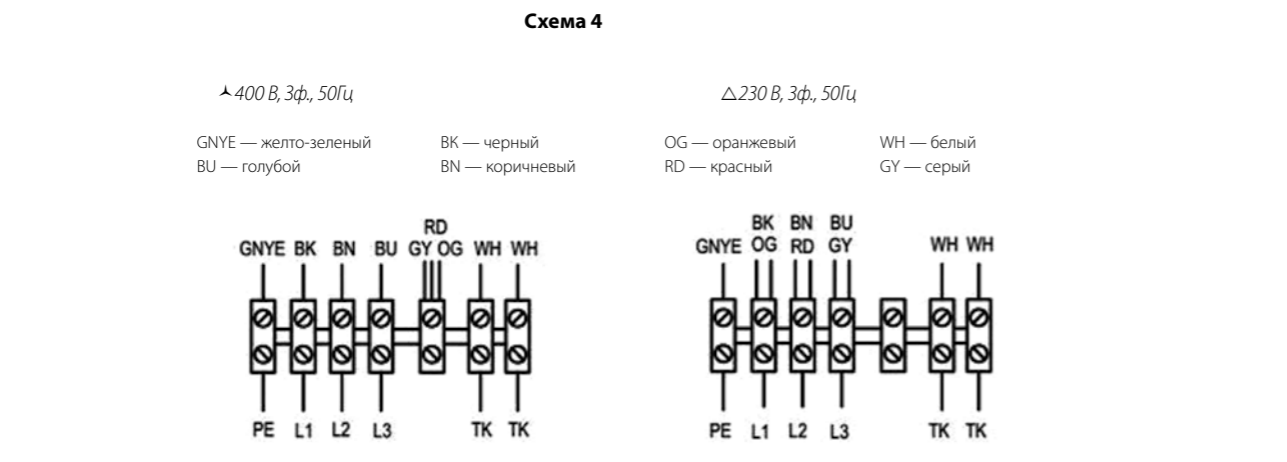 Схема 4
400 В, 3ф., 50Гц
△230 В, 3ф., 50Гц
GNYE — желто-зеленый BK — черный OG — оранжевый WH — белый
BU — голубой BN — коричневый RD — красный GY — серый
RD
GNYE BK BN BU GY OG WH WH
PE L1 L2 L3 TK TK
BK BN BU
GNYE OG RD GY WH WH
PE L1 L2 L3 TK TK